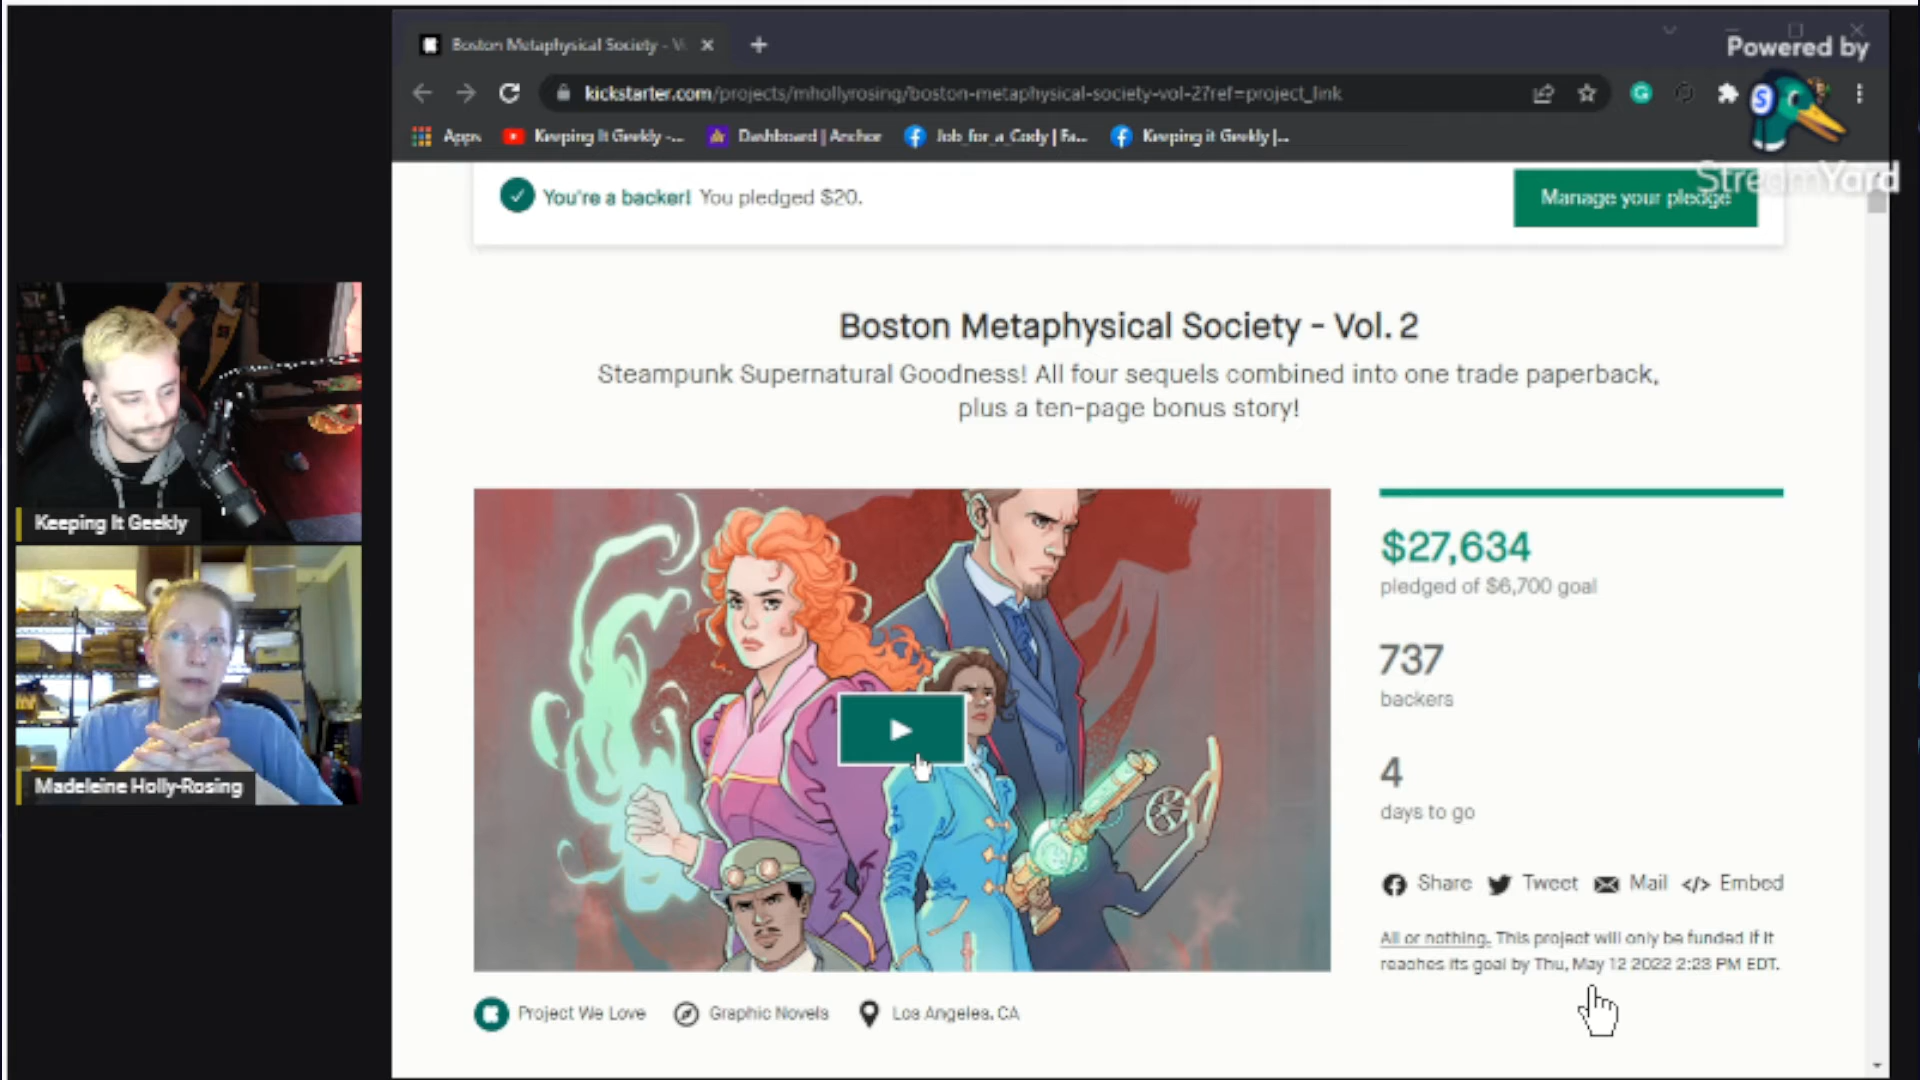 Boston Metaphysical Society - V
Powered by
kickstarter.com/projects/mhollyrosing/boston-metaphysical-society-vol-2?ref=project_link
Apps
Keeping It Geekly -...
Dashboard | Anchor
Job_for_a_Cody | Fa...
Keeping it Geekly |...
StreamYard
You're a backer! You pledged $20.
Manage your pledge
Boston Metaphysical Society - Vol. 2
Steampunk Supernatural Goodness! All four sequels combined into one trade paperback,
plus a ten-page bonus story!
Keeping It Geekly
Madeleine Holly-Rosing
$27,634
pledged of $6,700 goal
737
backers
4
days to go
Share
Tweet
Mail
Embed
All or nothing. This project will only be funded if it
reaches its goal by Thu, May 12 2022 2:23 PM EDT.
Project We Love
Graphic Novels
Los Angeles, CA